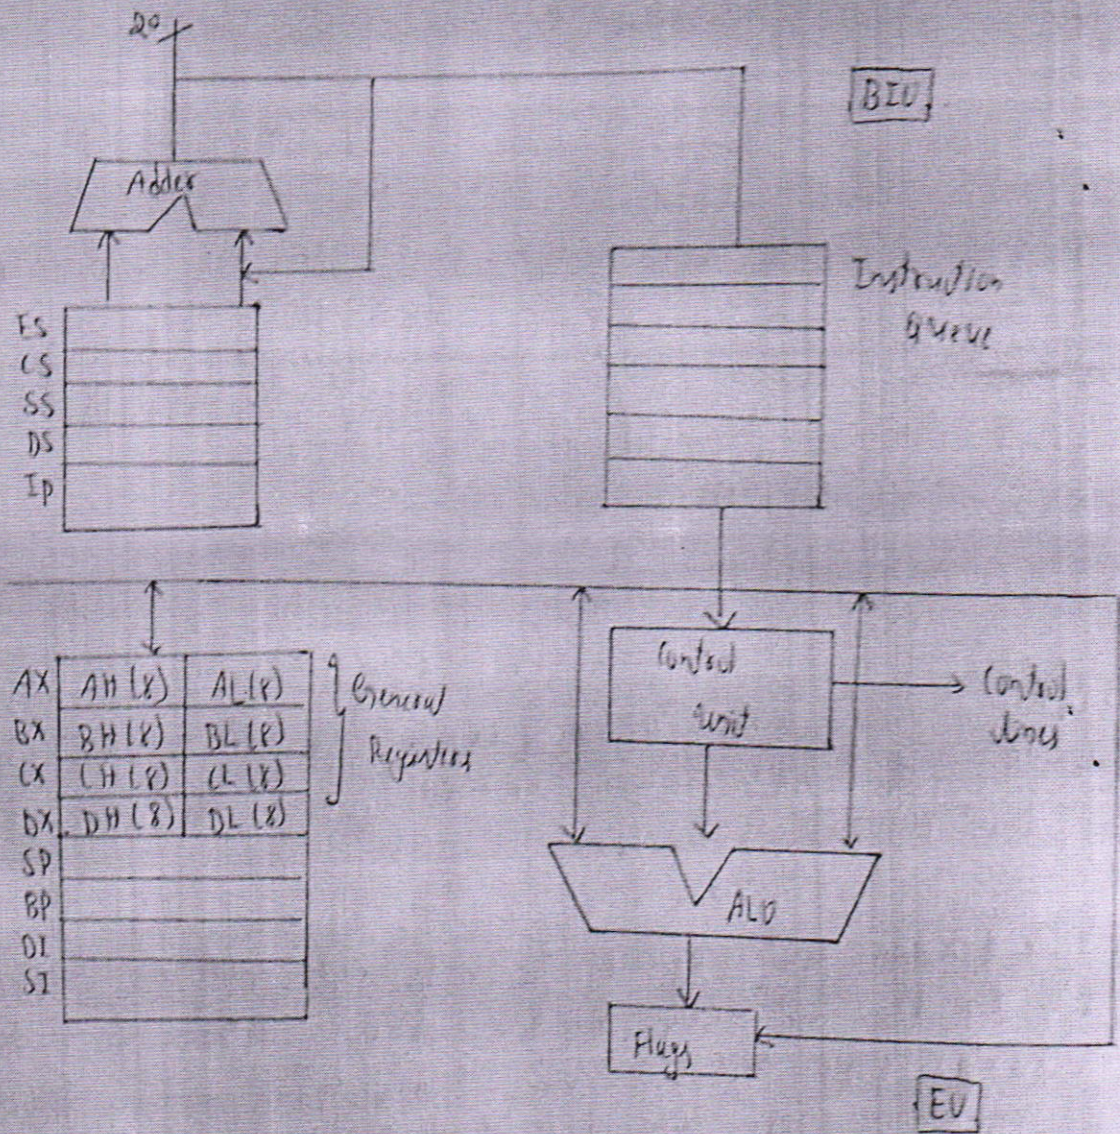 20
BIU
Adder
Instruction
Queue
ES
CS
SS
DS
Ip
AX AH(8) AL(8)
BX BH(8) BL(8)
CX CH(8) CL(8)
DX DH(8) DL(8)
SP
BP
DI
SI
General
Registers
Control
unit
Control
lines
ALU
Flags
EU